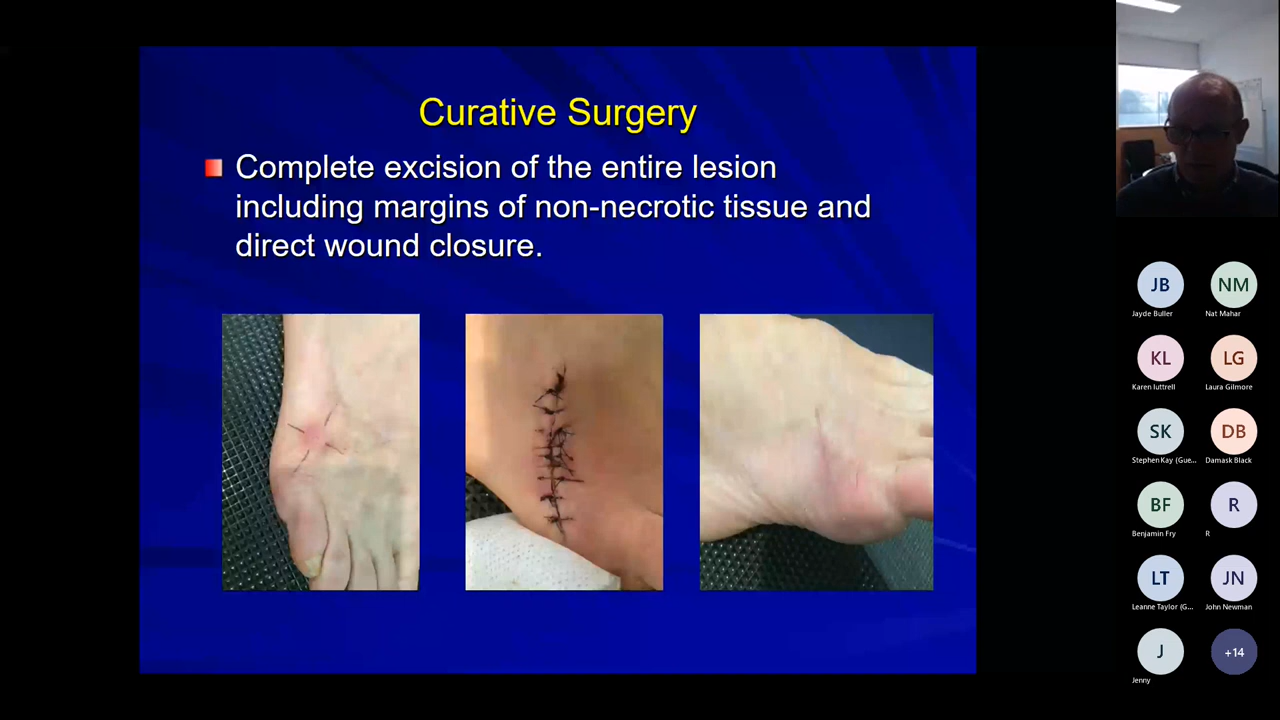 Curative Surgery
Complete excision of the entire lesion
including margins of non-necrotic tissue and
direct wound closure.
JB
NM
Jayde Buller
Nat Mahar
KL
LG
Karen luttrell
Laura Gilmore
SK
DB
Stephen Kay (Gue...
Damask Black
BF
R
Benjamin Fry
R
LT
JN
Leanne Taylor (G...
John Newman
J
+14
Jenny